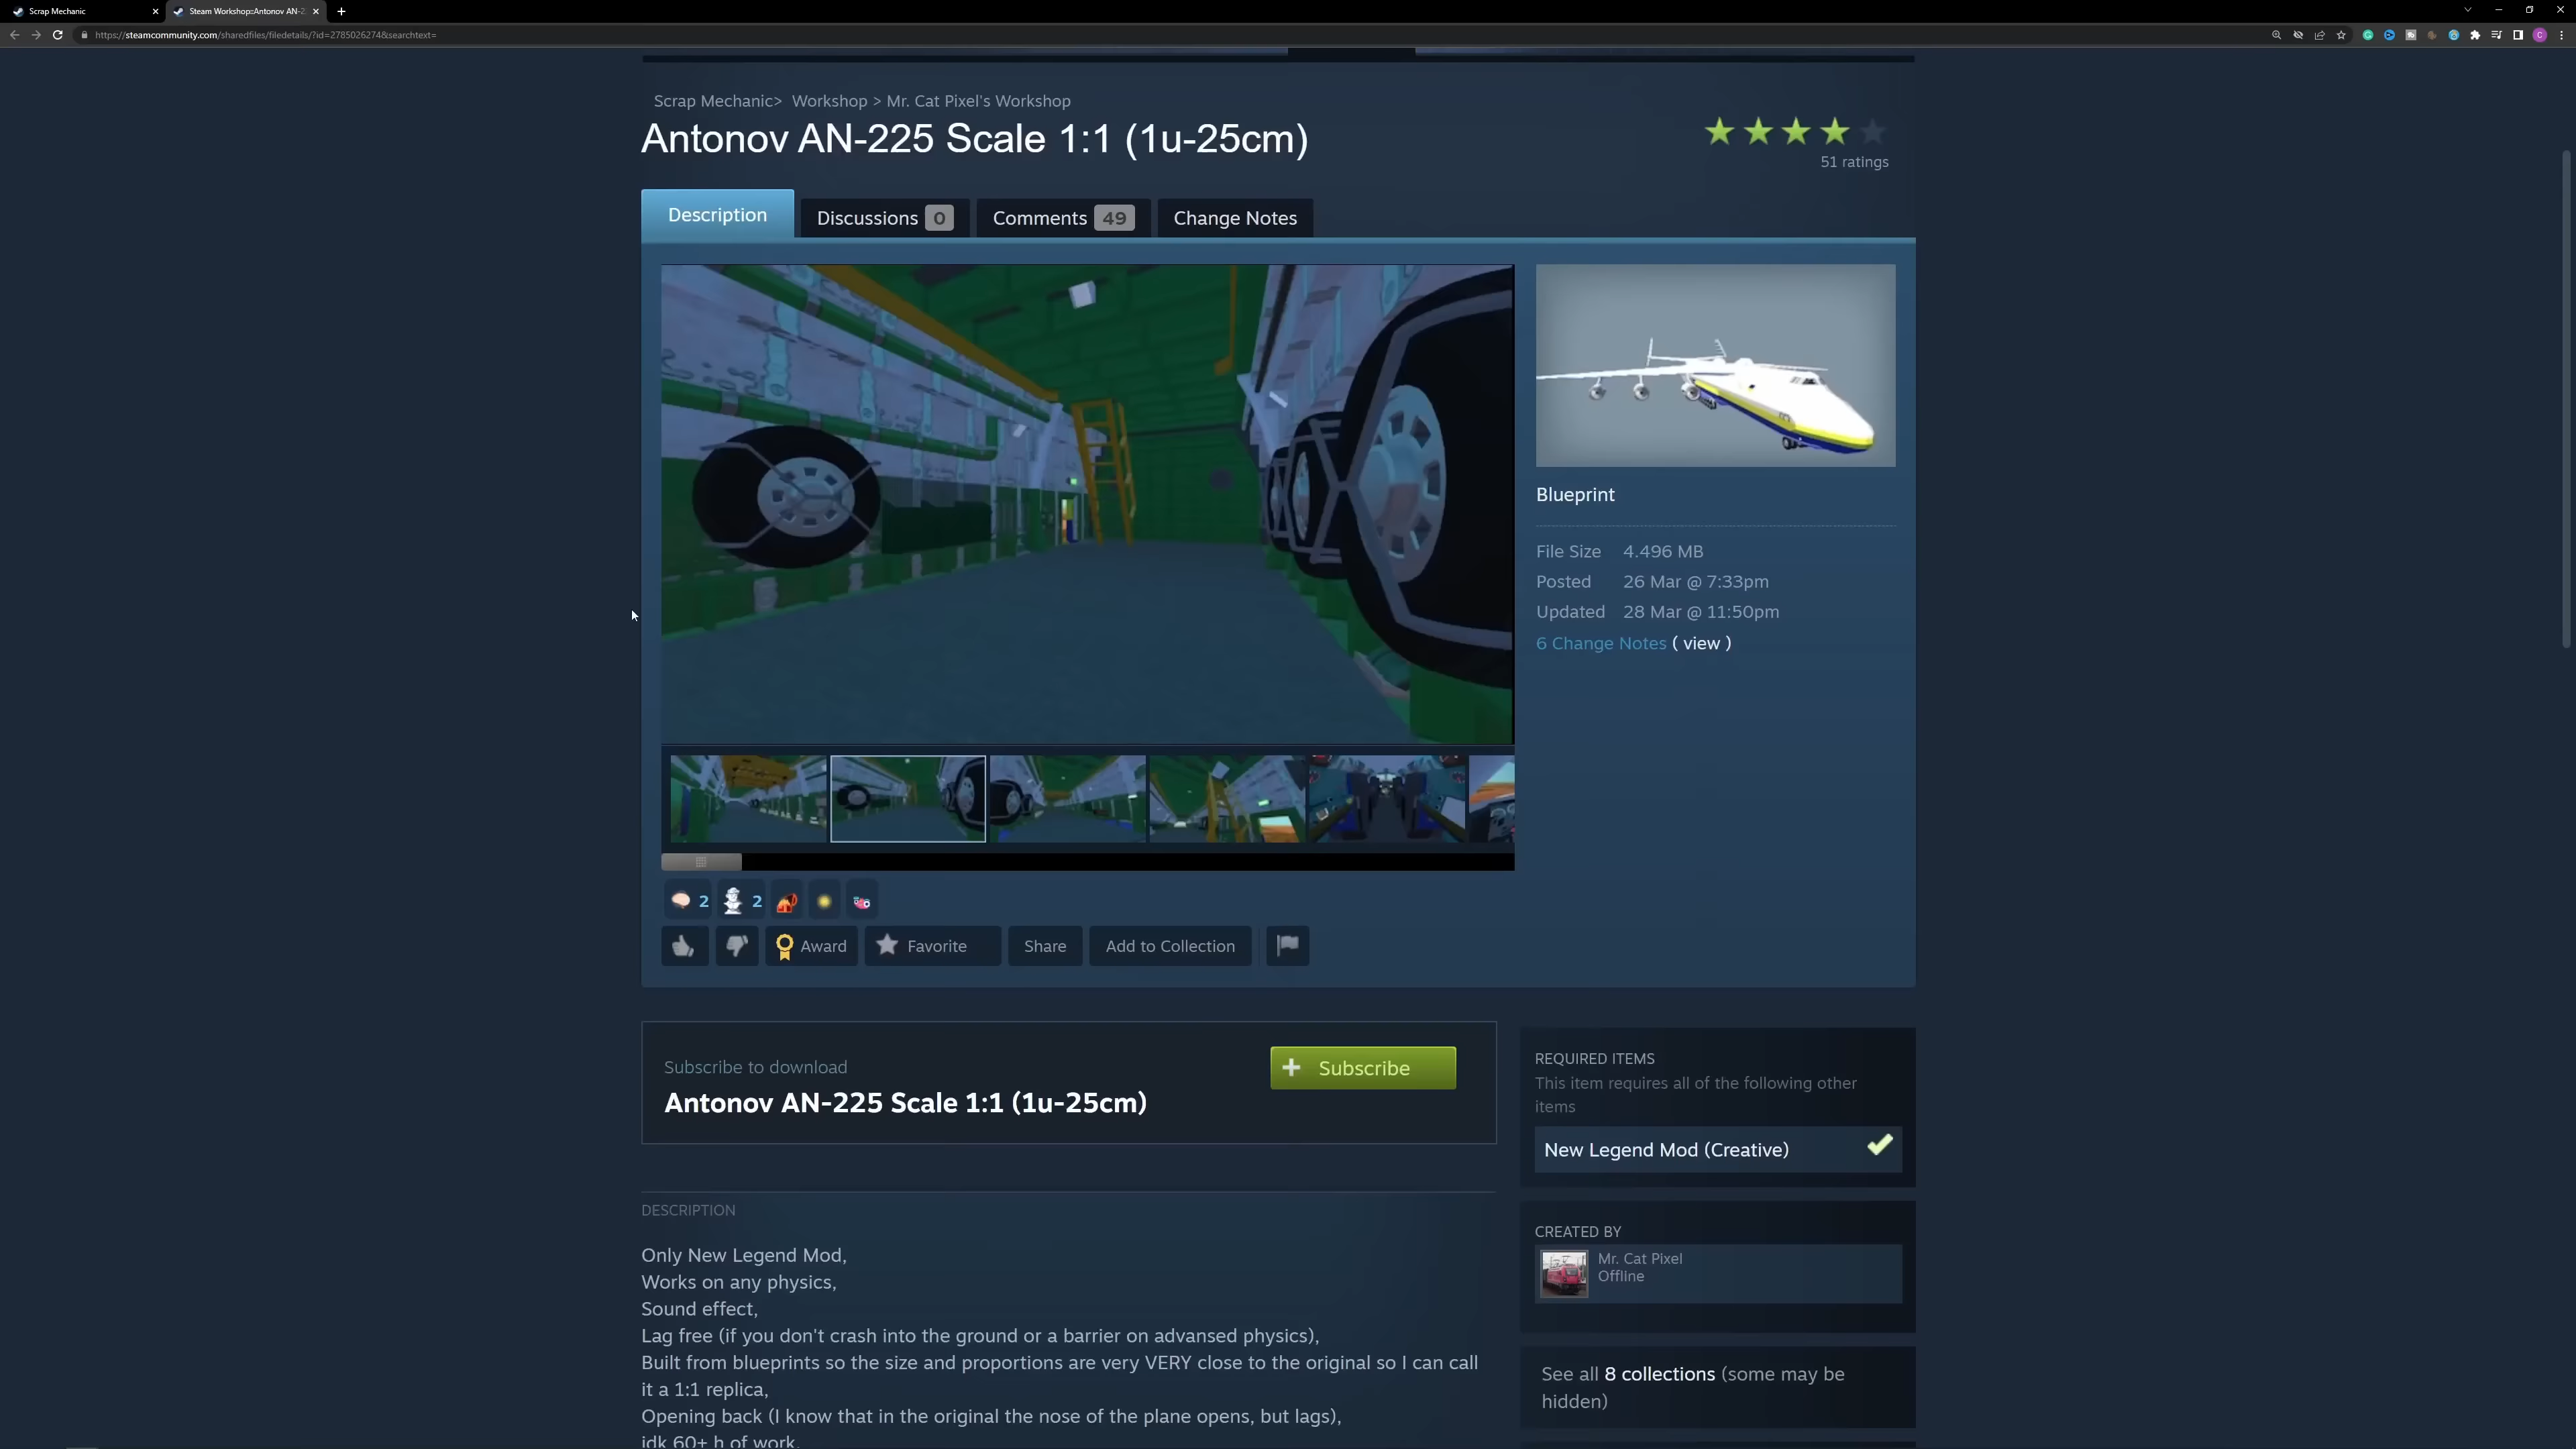 Scrap Mechanic
Steam Workshop::Antonov AN-2
https://steamcommunity.com/sharedfiles/filedetails/?id=2785026274&searchtext=
C
Scrap Mechanic> Workshop > Mr. Cat Pixel's Workshop
Antonov AN-225 Scale 1:1 (1u-25cm)
51 ratings
Description
Discussions 0
Comments 49
Change Notes
Blueprint
File Size 4.496 MB
Posted 26 Mar @ 7:33pm
Updated 28 Mar @ 11:50pm
6 Change Notes ( view )
2
2
Award
Favorite
Share
Add to Collection
Subscribe to download
Antonov AN-225 Scale 1:1 (1u-25cm)
Subscribe
DESCRIPTION
Only New Legend Mod,
Works on any physics,
Sound effect,
Lag free (if you don't crash into the ground or a barrier on advansed physics),
Built from blueprints so the size and proportions are very VERY close to the original so I can call
it a 1:1 replica,
Opening back (I know that in the original the nose of the plane opens, but lags),
idk 60+ h of work,
REQUIRED ITEMS
This item requires all of the following other
items
New Legend Mod (Creative)
CREATED BY
Mr. Cat Pixel
Offline
See all 8 collections (some may be
hidden)